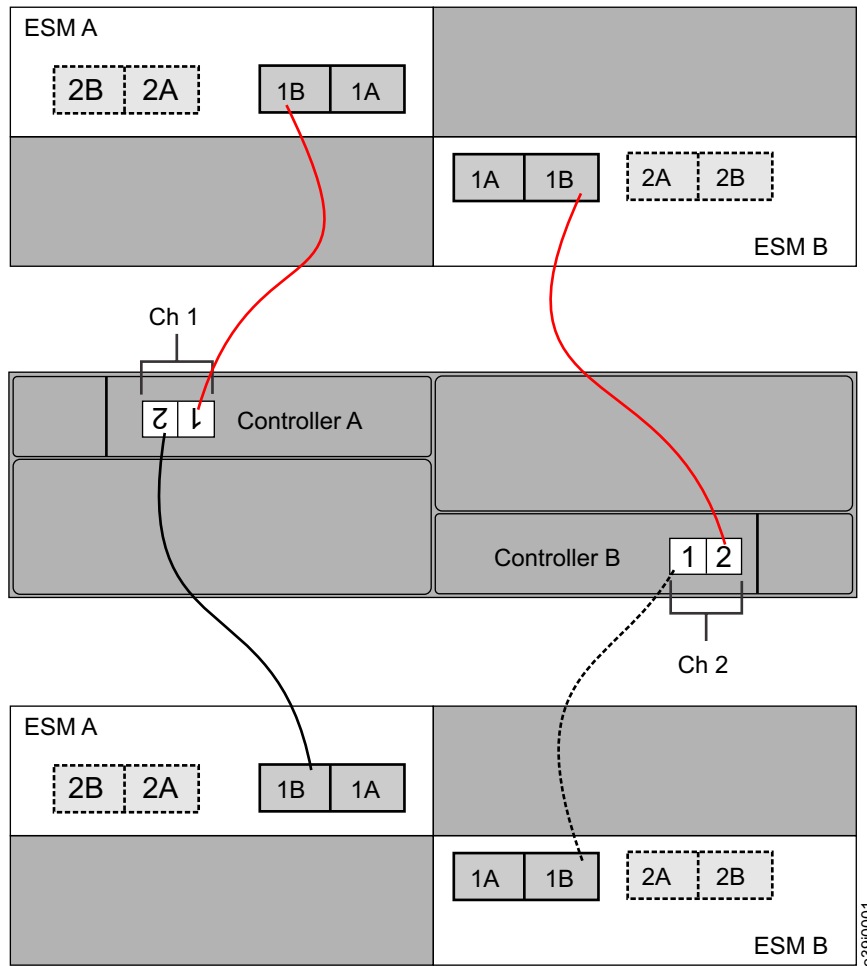 ESM A
2B 2A 1B 1A
1A 1B 2A 2B
ESM B
Ch 1
2 1 Controller A
Controller B 1 2
Ch 2
ESM A
2B 2A 1B 1A
1A 1B 2A 2B
ESM B